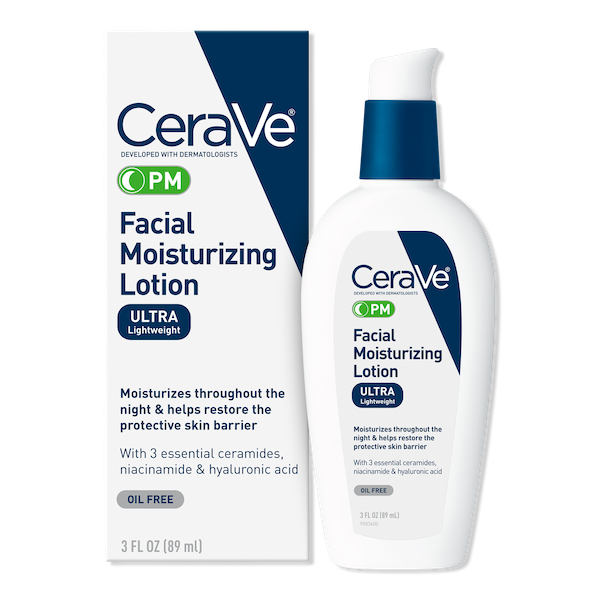 CeraVe®
DEVELOPED WITH DERMATOLOGISTS
PM
Facial
Moisturizing
Lotion
ULTRA
Lightweight
Moisturizes throughout the
night & helps restore the
protective skin barrier
With 3 essential ceramides,
niacinamide & hyaluronic acid
OIL FREE
3 FL OZ (89 mL)
CeraVe®
DEVELOPED WITH DERMATOLOGISTS
PM
Facial
Moisturizing
Lotion
ULTRA
Lightweight
Moisturizes throughout the
night & helps restore the
protective skin barrier
With 3 essential ceramides,
niacinamide & hyaluronic acid
OIL FREE
3 FL OZ (89 mL)